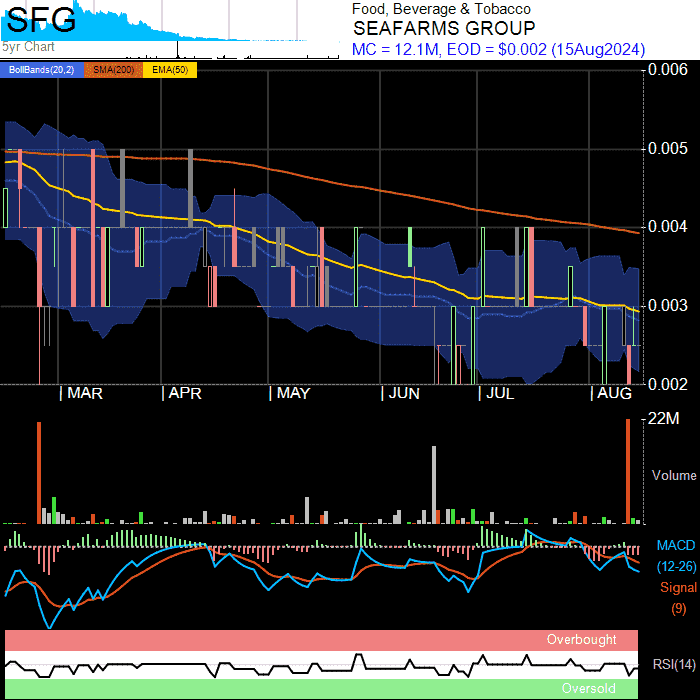 SFG
5yr Chart
Food, Beverage & Tobacco
SEAFARMS GROUP
MC = 12.1M, EOD = $0.002 (15Aug2024)
BollBands(20,2) SMA(200) EMA(50)
0.006
0.005
0.004
0.003
0.002
MAR APR MAY JUN JUL AUG
22M
Volume
MACD
(12-26)
Signal
(9)
Overbought
RSI(14)
Oversold